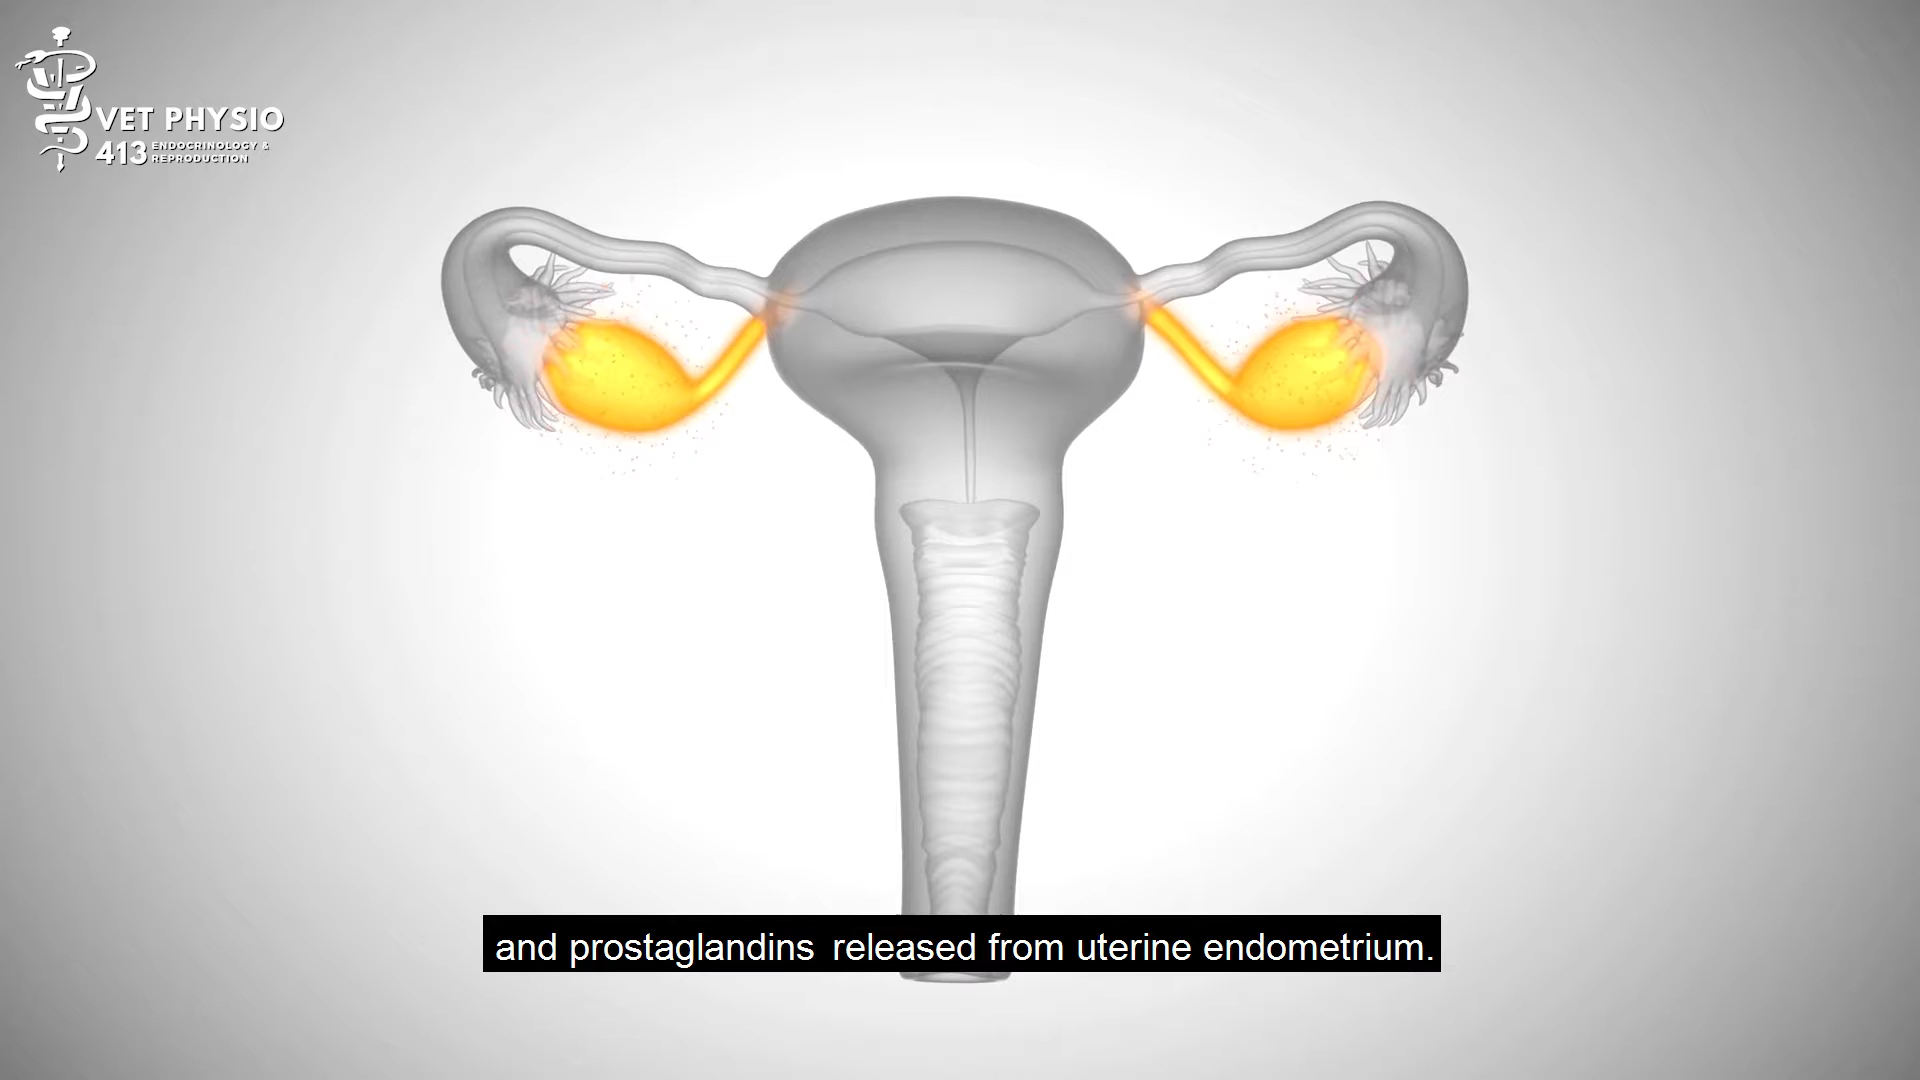 VET PHYSIO
413 ENDOCRINOLOGY &
REPRODUCTION
and prostaglandins released from uterine endometrium.